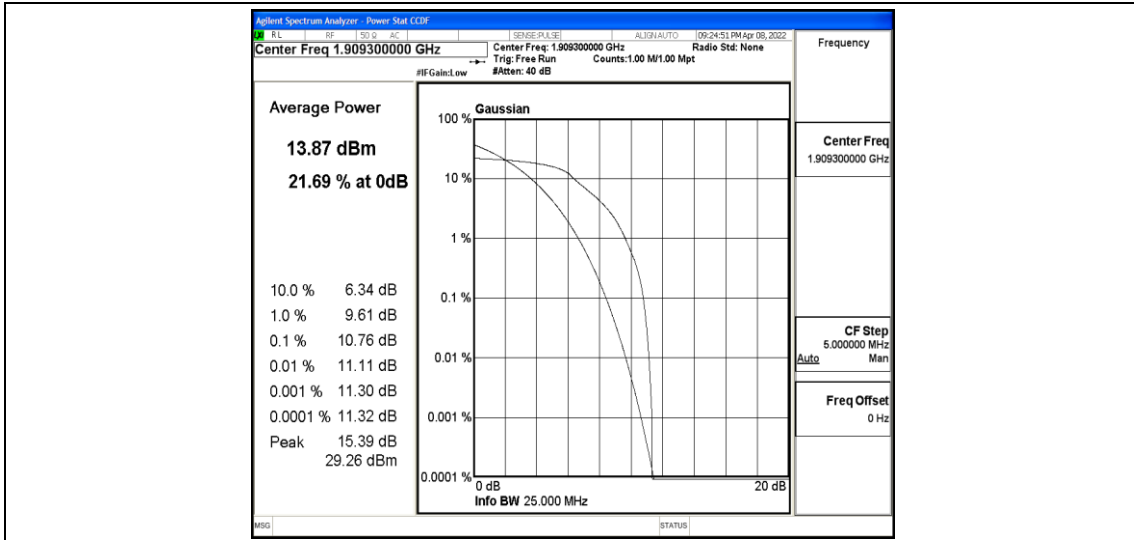 Agilent Spectrum Analyzer - Power Stat CCDF
LXI RL RF 50 Ω AC SENSE:PULSE ALIGNAUTO 09:24:51 PM Apr 08, 2022
Center Freq 1.909300000 GHz
Center Freq: 1.909300000 GHz Radio Std: None
Trig: Free Run Counts:1.00 M/1.00 Mpt
#IFGain:Low #Atten: 40 dB
Frequency
Average Power
13.87 dBm
21.69 % at 0dB
10.0 % 6.34 dB
1.0 % 9.61 dB
0.1 % 10.76 dB
0.01 % 11.11 dB
0.001 % 11.30 dB
0.0001 % 11.32 dB
Peak 15.39 dB
29.26 dBm
Gaussian
100 %
10 %
1 %
0.1 %
0.01 %
0.001 %
0.0001 %
0 dB 20 dB
Info BW 25.000 MHz
Center Freq
1.909300000 GHz
CF Step
5.000000 MHz
Auto Man
Freq Offset
0 Hz
MSG STATUS